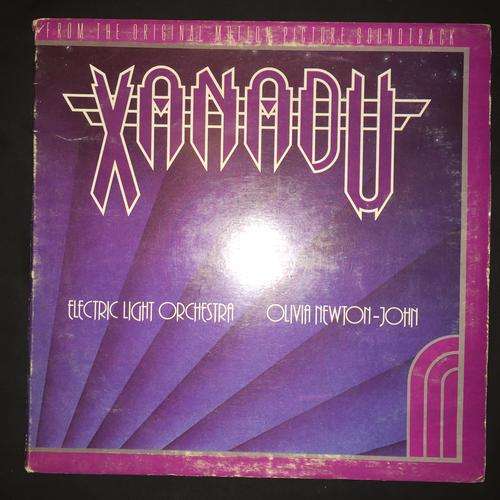 FROM THE ORIGINAL MOTION PICTURE SOUNDTRACK
XANADU
ELECTRIC LIGHT ORCHESTRA OLIVIA NEWTON-JOHN